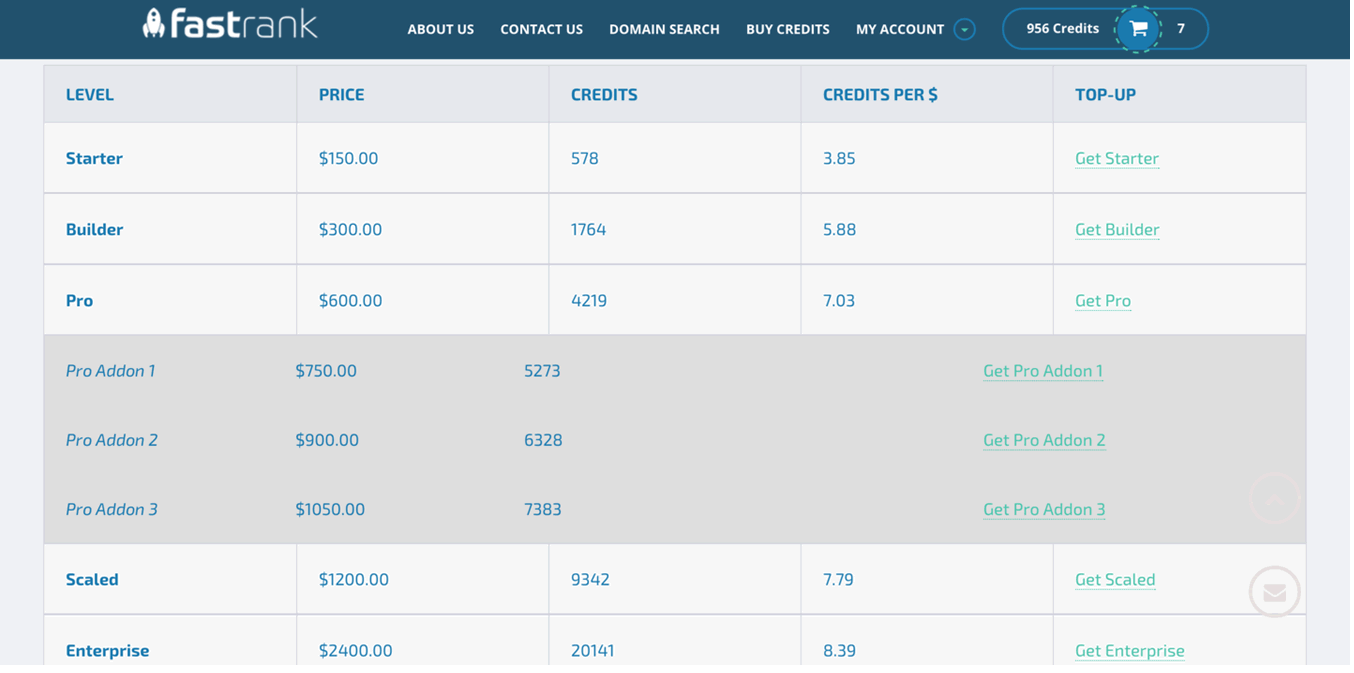 fastrank ABOUT US CONTACT US DOMAIN SEARCH BUY CREDITS MY ACCOUNT 956 Credits 7
LEVEL PRICE CREDITS CREDITS PER $ TOP-UP
Starter $150.00 578 3.85 Get Starter
Builder $300.00 1764 5.88 Get Builder
Pro $600.00 4219 7.03 Get Pro
Pro Addon 1 $750.00 5273 Get Pro Addon 1
Pro Addon 2 $900.00 6328 Get Pro Addon 2
Pro Addon 3 $1050.00 7383 Get Pro Addon 3
Scaled $1200.00 9342 7.79 Get Scaled
Enterprise $2400.00 20141 8.39 Get Enterprise